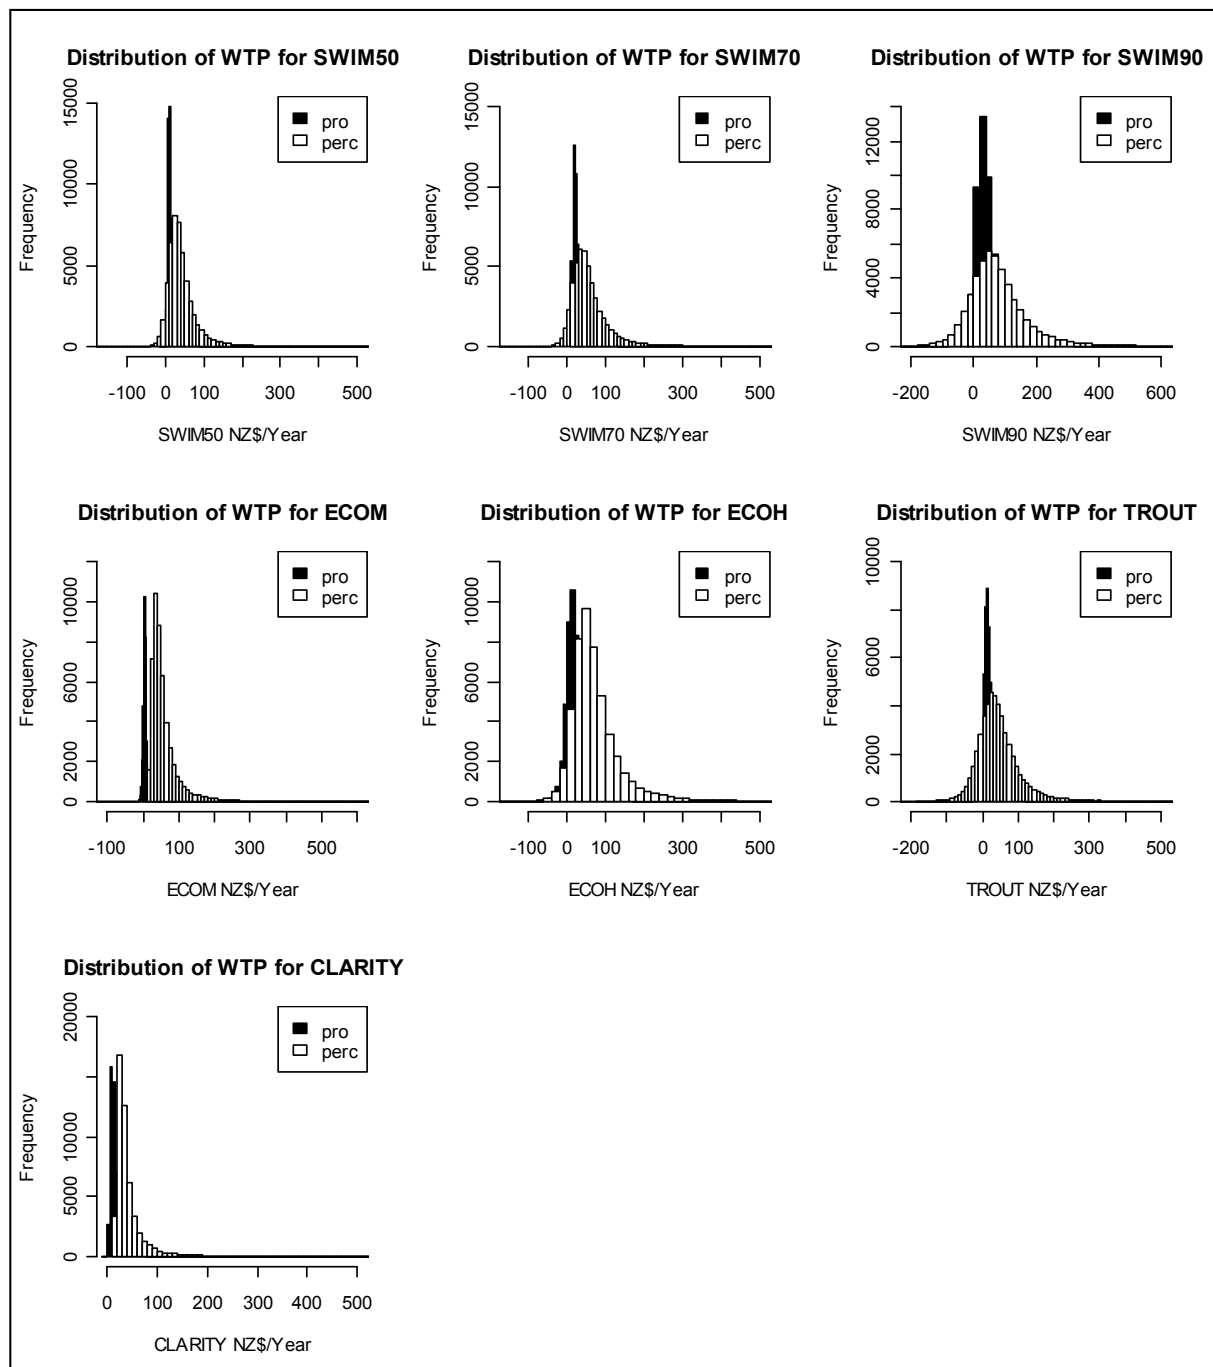 Distribution of WTP for SWIM50
15000
10000
5000
0
Frequency
pro
perc
-100 0 100 300 500
SWIM50 NZ$/Year
Distribution of WTP for SWIM70
15000
10000
5000
0
Frequency
pro
perc
-100 0 100 300 500
SWIM70 NZ$/Year
Distribution of WTP for SWIM90
12000
8000
4000
0
Frequency
pro
perc
-200 0 200 400 600
SWIM90 NZ$/Year
Distribution of WTP for ECOM
10000
6000
2000
0
Frequency
pro
perc
-100 100 300 500
ECOM NZ$/Year
Distribution of WTP for ECOH
10000
6000
2000
0
Frequency
pro
perc
-100 0 100 300 500
ECOH NZ$/Year
Distribution of WTP for TROUT
10000
6000
2000
0
Frequency
pro
perc
-200 0 100 300 500
TROUT NZ$/Year
Distribution of WTP for CLARITY
20000
10000
5000
0
Frequency
pro
perc
0 100 200 300 400 500
CLARITY NZ$/Year